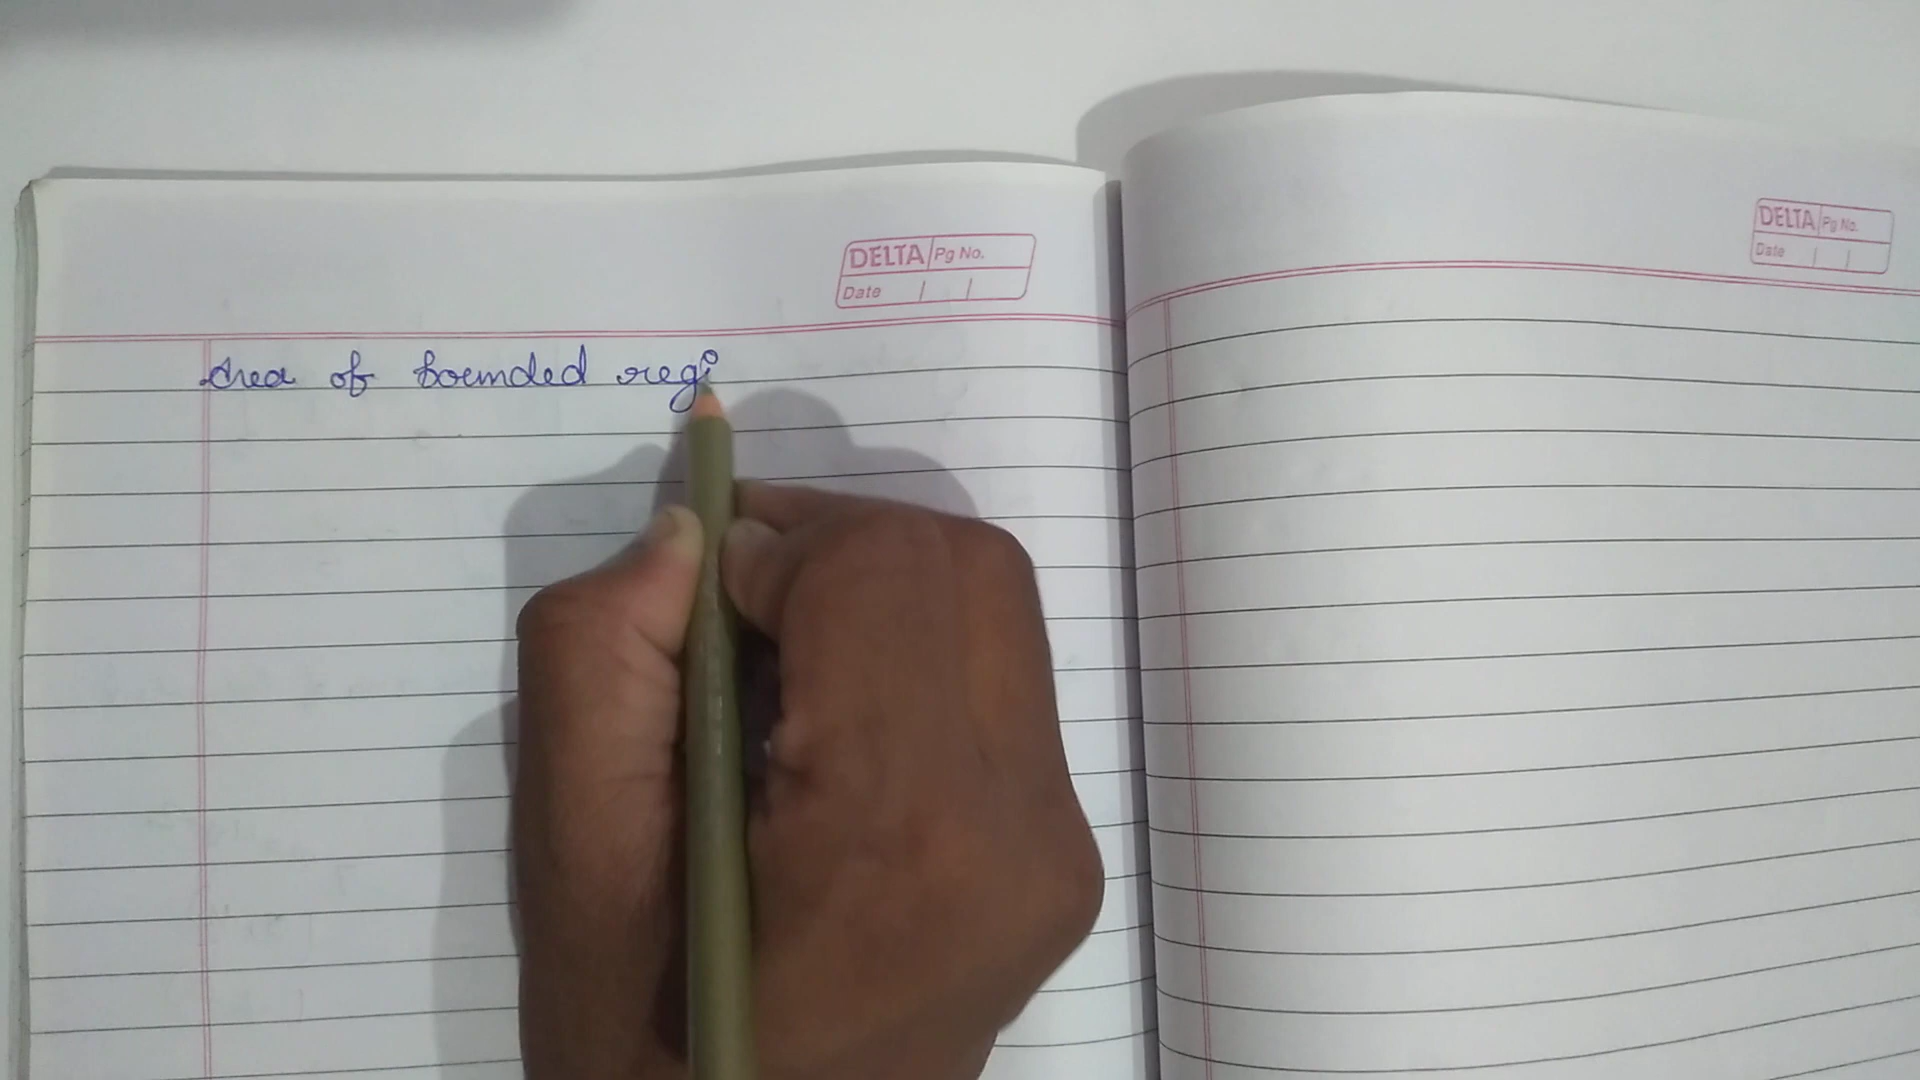 DELTA Pg No.
Date
Area of bounded regi
DELTA Pg No.
Date